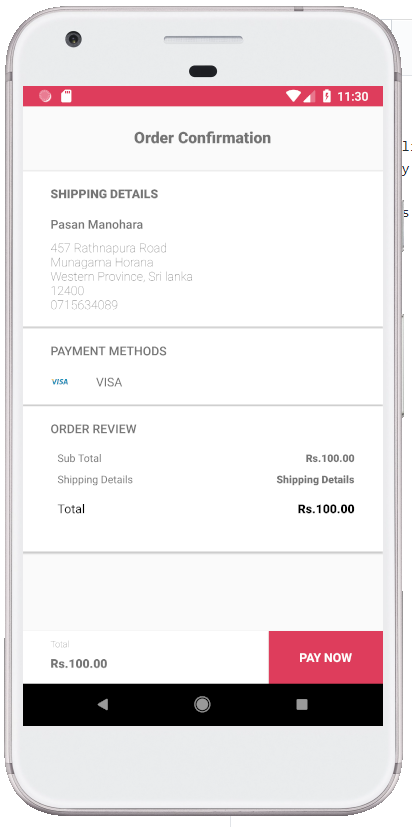 11:30
Order Confirmation
SHIPPING DETAILS
Pasan Manohara
457 Rathnapura Road
Munagama Horana
Western Province, Sri lanka
12400
0715634089
PAYMENT METHODS
VISA VISA
ORDER REVIEW
Sub Total Rs.100.00
Shipping Details Shipping Details
Total Rs.100.00
Total
Rs.100.00 PAY NOW